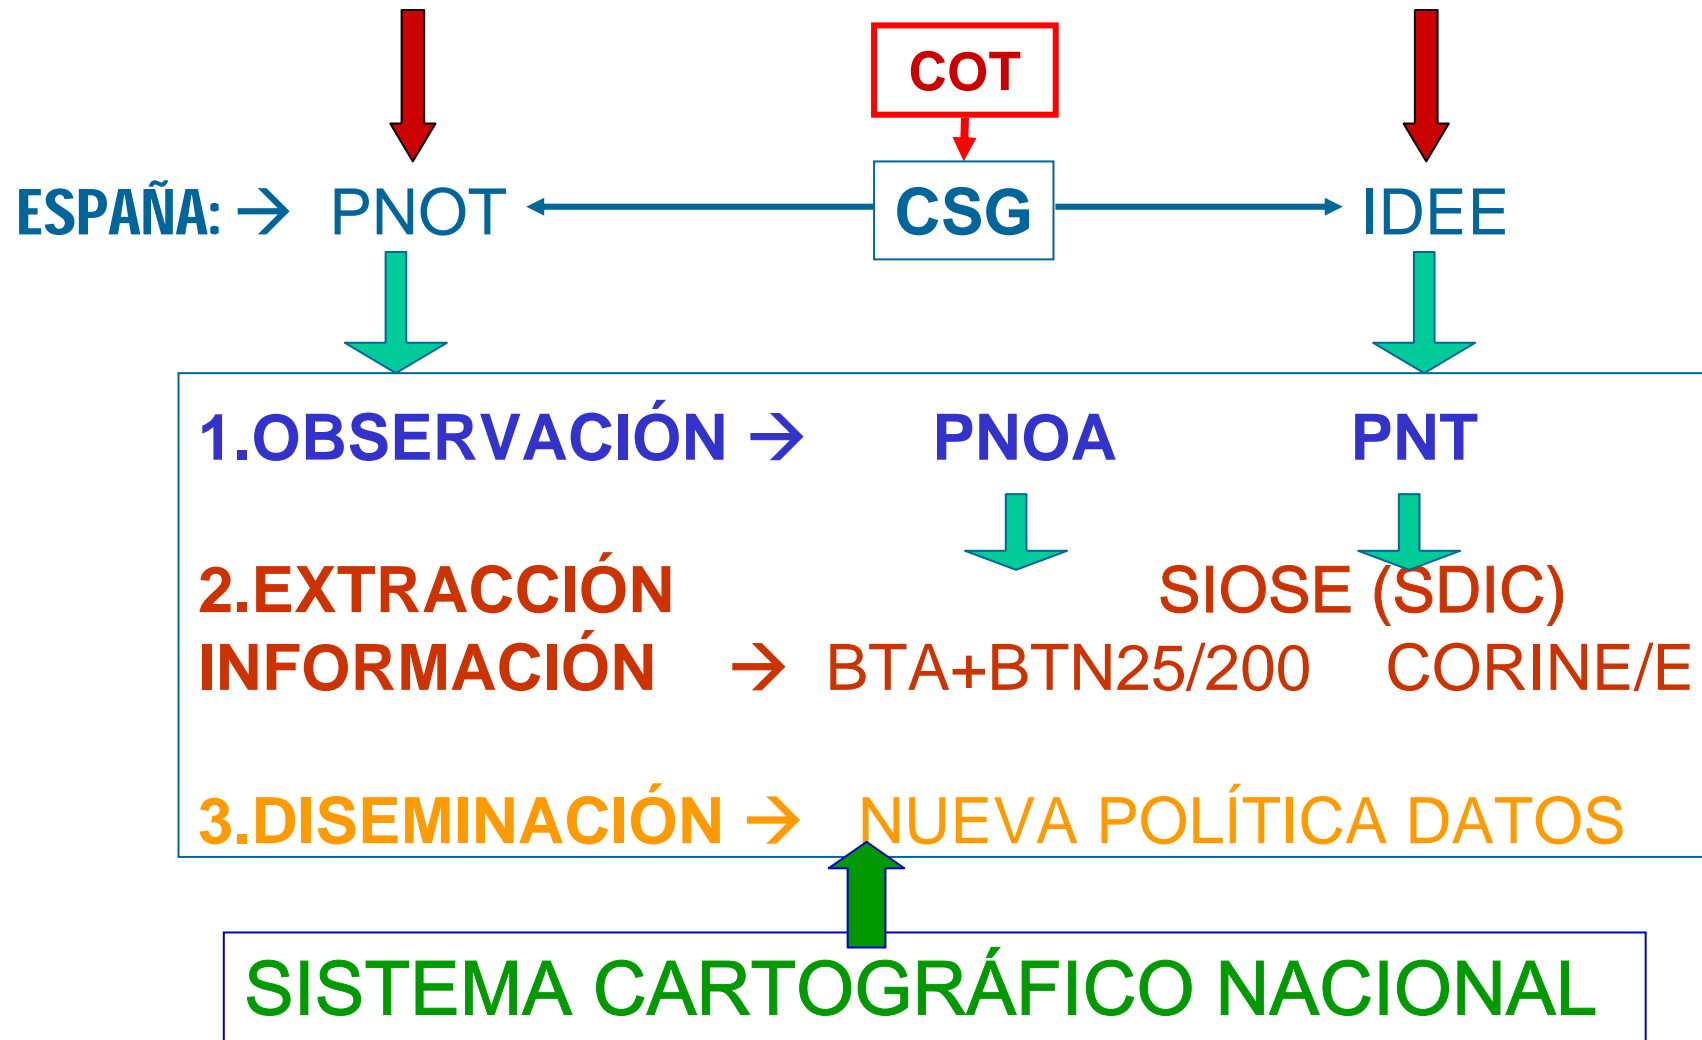 COT
ESPAÑA: → PNOT CSG IDEE
1.OBSERVACIÓN → PNOA PNT
2.EXTRACCIÓN SIOSE (SDIC)
INFORMACIÓN → BTA+BTN25/200 CORINE/E
3.DISEMINACIÓN → NUEVA POLÍTICA DATOS
SISTEMA CARTOGRÁFICO NACIONAL